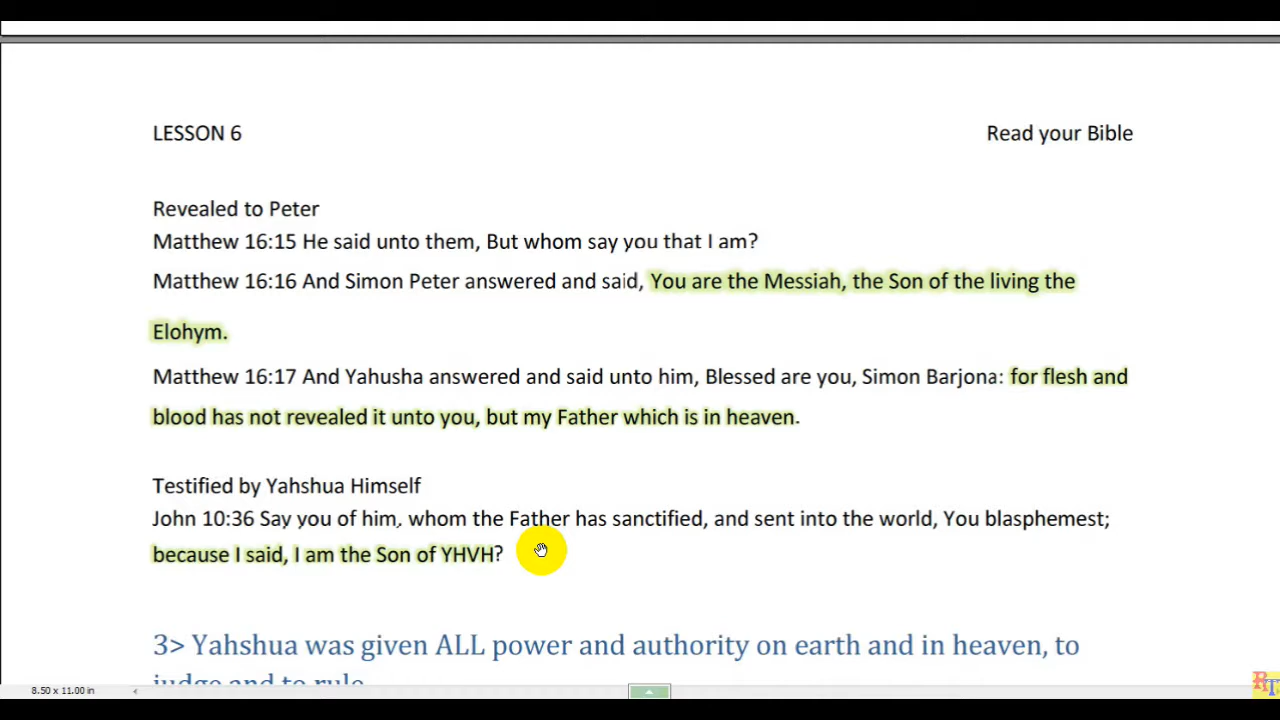 LESSON 6 Read your Bible
Revealed to Peter
Matthew 16:15 He said unto them, But whom say you that I am?
Matthew 16:16 And Simon Peter answered and said, You are the Messiah, the Son of the living the
Elohym.
Matthew 16:17 And Yahusha answered and said unto him, Blessed are you, Simon Barjona: for flesh and
blood has not revealed it unto you, but my Father which is in heaven.
Testified by Yahshua Himself
John 10:36 Say you of him, whom the Father has sanctified, and sent into the world, You blasphemest;
because I said, I am the Son of YHVH?
3> Yahshua was given ALL power and authority on earth and in heaven, to
judge and to rule
8.50 x 11.00 in
RT